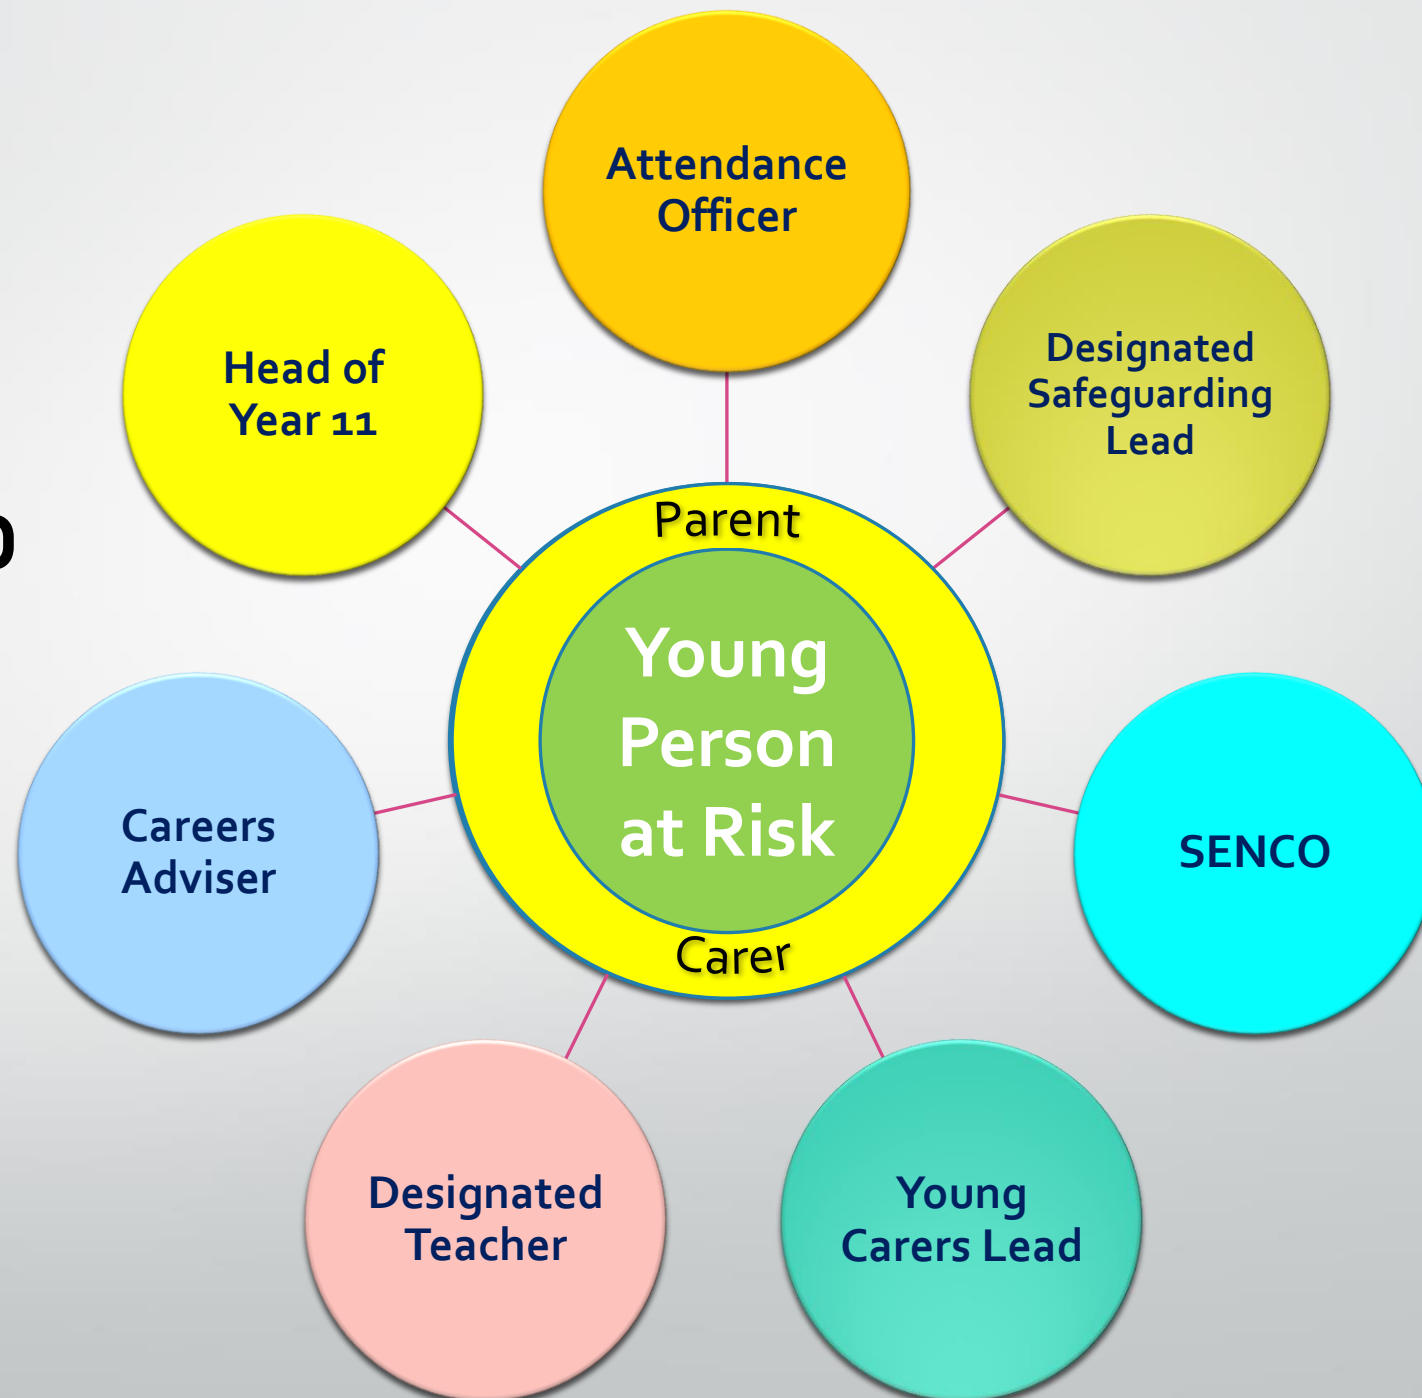 Attendance
Officer
Head of
Year 11
Designated
Safeguarding
Lead
Parent
Young
Person
at Risk
Carer
Careers
Adviser
SENCO
Designated
Teacher
Young
Carers Lead